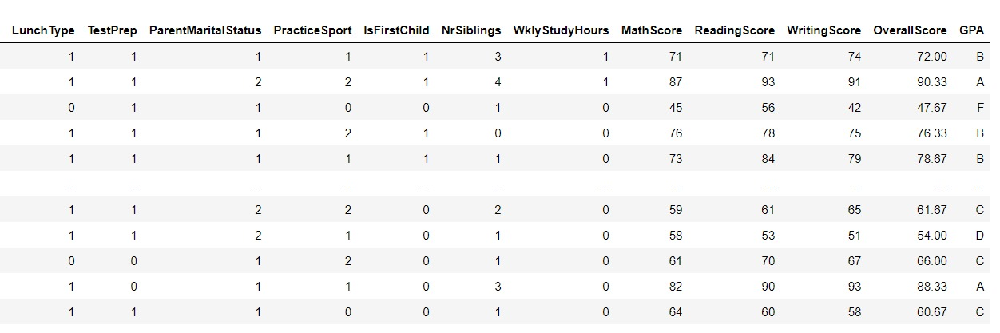 LunchType TestPrep ParentMaritalStatus PracticeSport IsFirstChild NrSiblings WklyStudyHours MathScore ReadingScore WritingScore OverallScore GPA
1 1 1 1 1 3 1 71 71 74 72.00 B
1 1 2 2 1 4 1 87 93 91 90.33 A
0 1 1 0 0 1 0 45 56 42 47.67 F
1 1 1 2 1 0 0 76 78 75 76.33 B
1 1 1 1 1 1 0 73 84 79 78.67 B
... ... ... ... ... ... ... ... ... ... ... ...
1 1 2 2 0 2 0 59 61 65 61.67 C
1 1 2 1 0 1 0 58 53 51 54.00 D
0 0 1 2 0 1 0 61 70 67 66.00 C
1 0 1 1 0 3 0 82 90 93 88.33 A
1 1 1 0 0 1 0 64 60 58 60.67 C